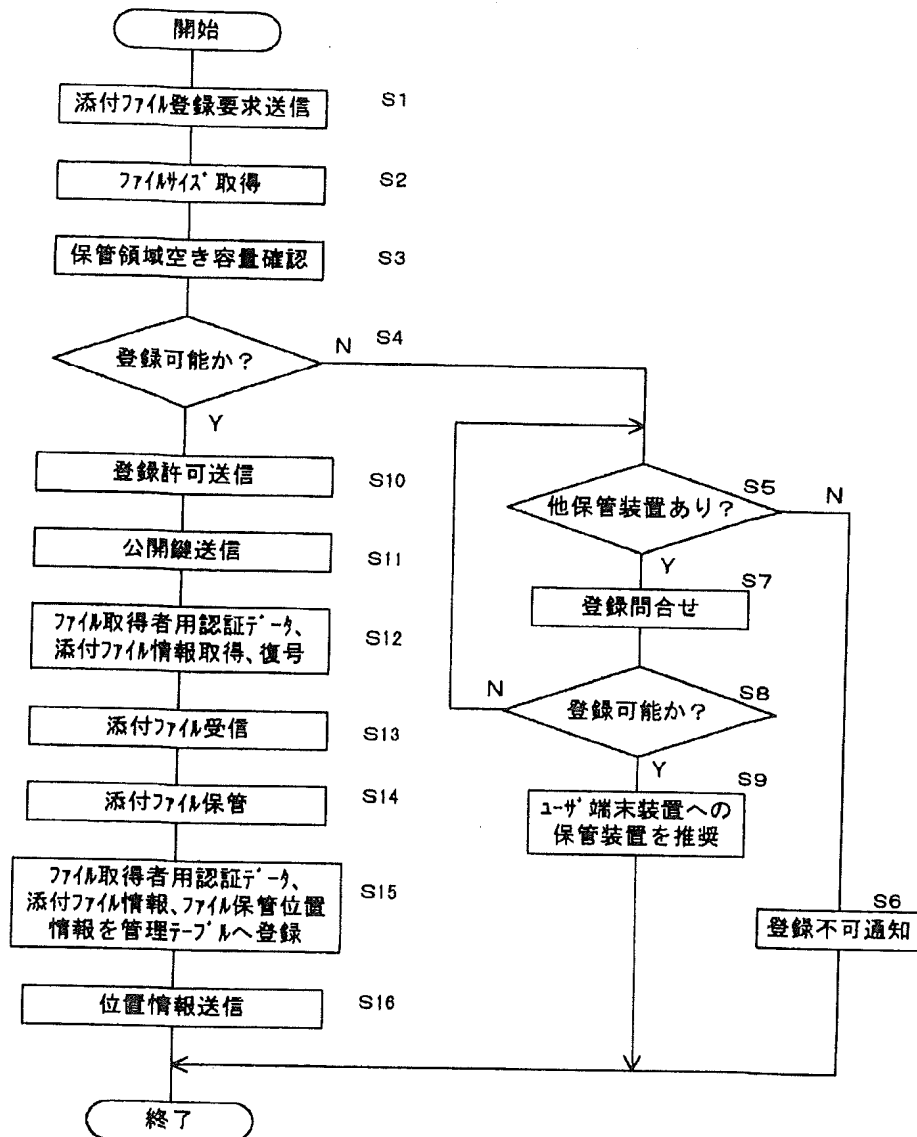 開始
添付ﾌｧｲﾙ登録要求送信
S1
ﾌｧｲﾙｻｲｽﾞ取得
S2
保管領域空き容量確認
S3
登録可能か？
N
S4
Y
登録許可送信
S10
公開鍵送信
S11
ﾌｧｲﾙ取得者用認証ﾃﾞｰﾀ、
添付ﾌｧｲﾙ情報取得、復号
S12
添付ﾌｧｲﾙ受信
S13
添付ﾌｧｲﾙ保管
S14
ﾌｧｲﾙ取得者用認証ﾃﾞｰﾀ、
添付ﾌｧｲﾙ情報、ﾌｧｲﾙ保管位置
情報を管理ﾃｰﾌﾞﾙへ登録
S15
位置情報送信
S16
終了
他保管装置あり？
S5
N
Y
S7
登録問合せ
N
登録可能か？
S8
Y
S9
ﾕｰｻﾞ端末装置への
保管装置を推奨
S6
登録不可通知